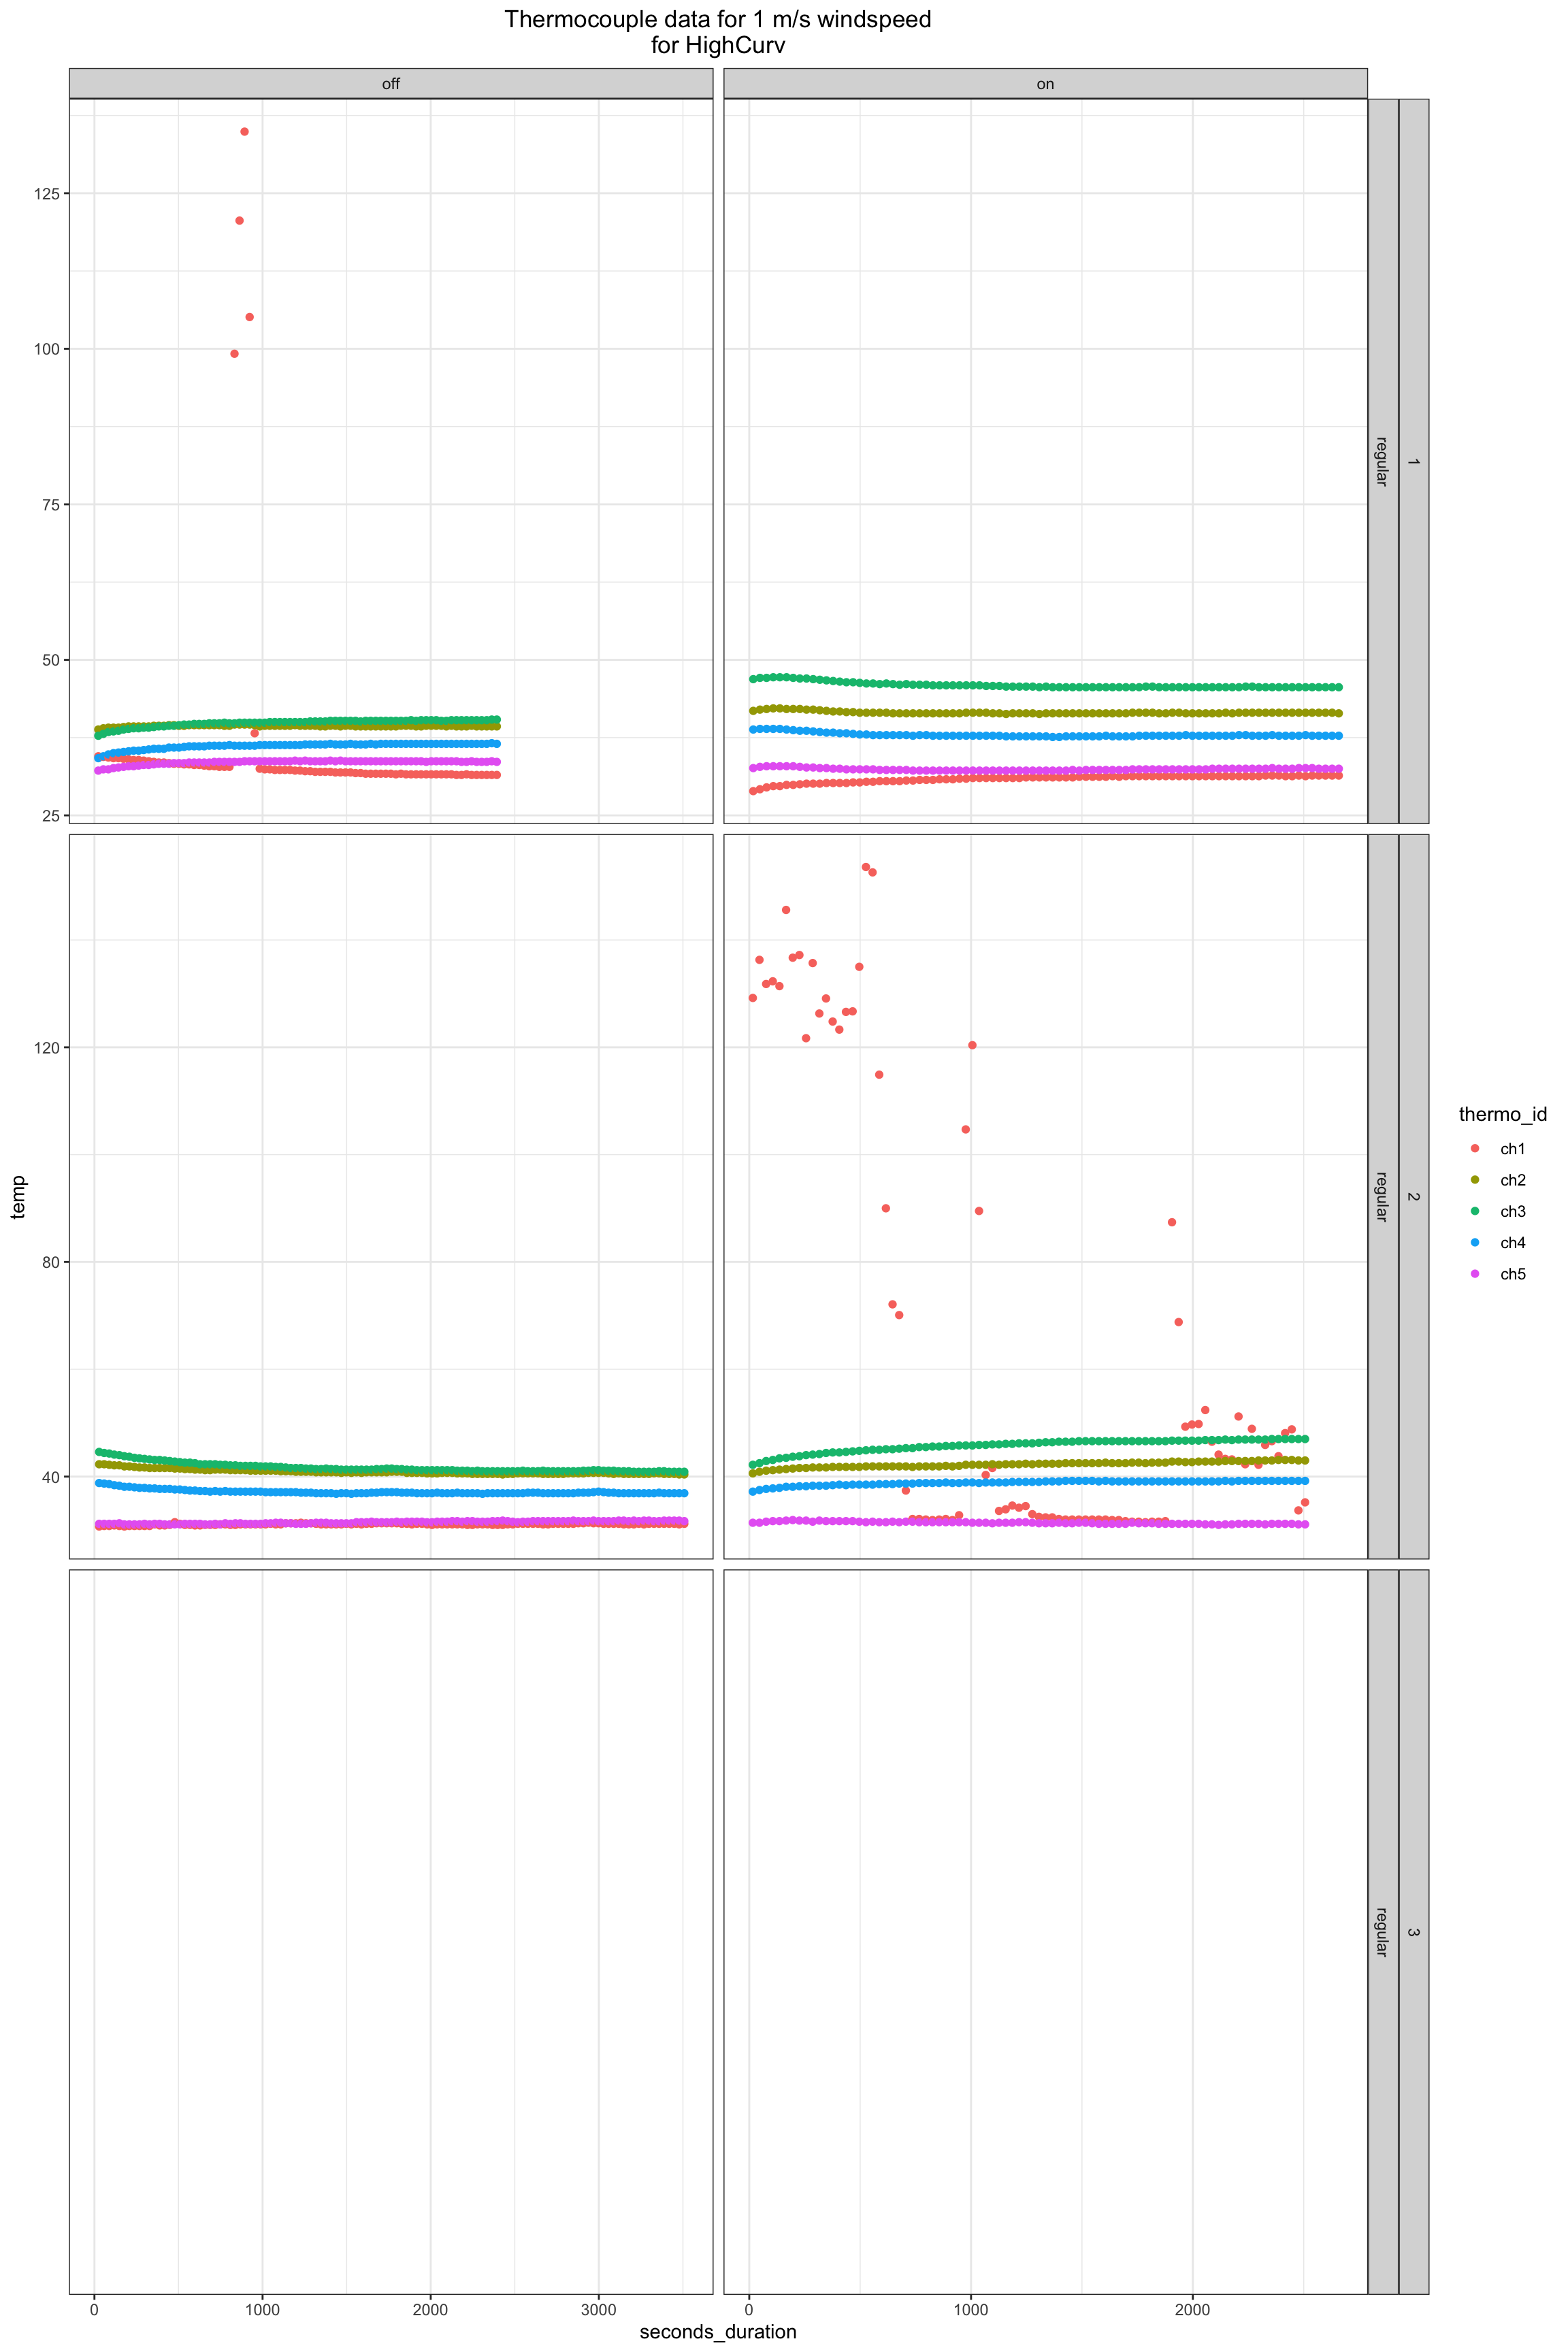 Thermocouple data for 1 m/s windspeed
for HighCurv
off
on
125
100
75
50
25
regular
1
120
80
40
regular
2
regular
3
temp
0
1000
2000
3000
0
1000
2000
seconds_duration
thermo_id
ch1
ch2
ch3
ch4
ch5